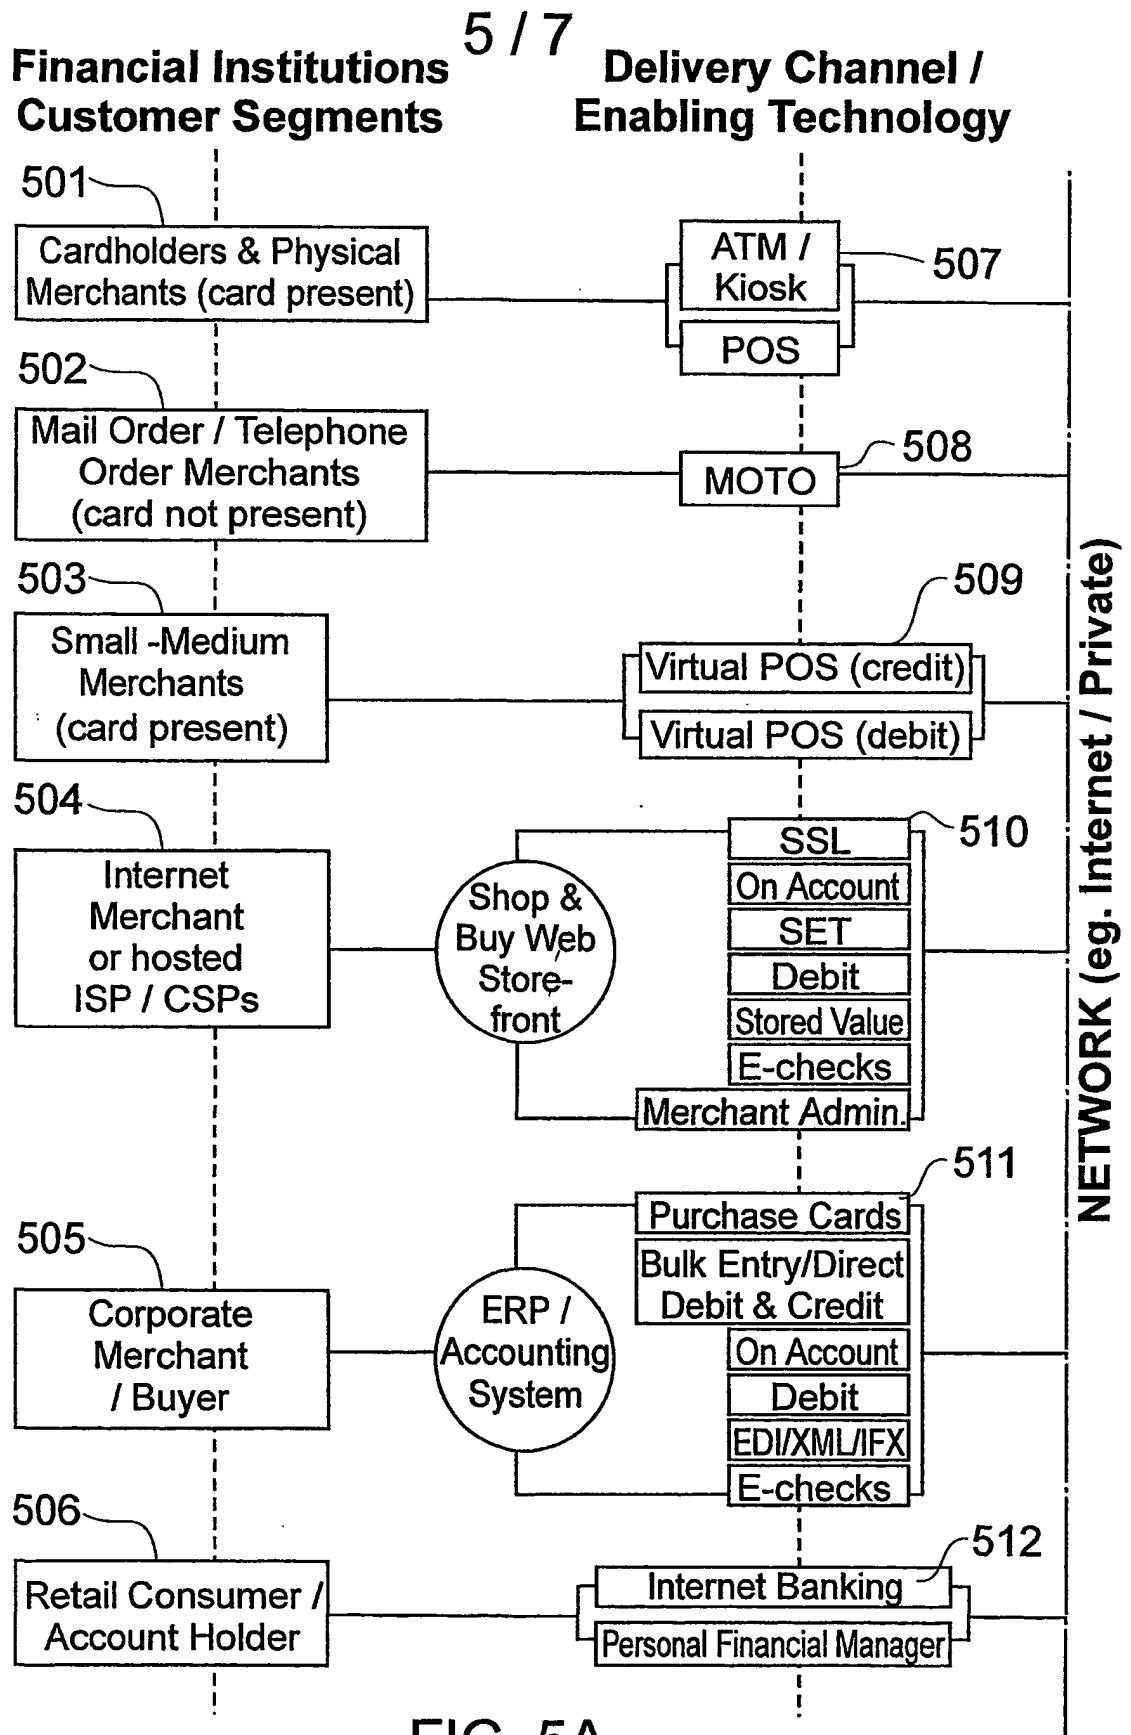 5 / 7
Financial Institutions
Customer Segments
Delivery Channel /
Enabling Technology
501
Cardholders & Physical
Merchants (card present)
ATM /
Kiosk
507
POS
502
Mail Order / Telephone
Order Merchants
(card not present)
MOTO
508
503
Small -Medium
Merchants
(card present)
509
Virtual POS (credit)
Virtual POS (debit)
504
Internet
Merchant
or hosted
ISP / CSPs
Shop &
Buy Web
Store-
front
510
SSL
On Account
SET
Debit
Stored Value
E-checks
Merchant Admin.
505
Corporate
Merchant
/ Buyer
ERP /
Accounting
System
511
Purchase Cards
Bulk Entry/Direct
Debit & Credit
On Account
Debit
EDI/XML/IFX
E-checks
506
Retail Consumer /
Account Holder
512
Internet Banking
Personal Financial Manager
NETWORK (eg. Internet / Private)
FIG. 5A